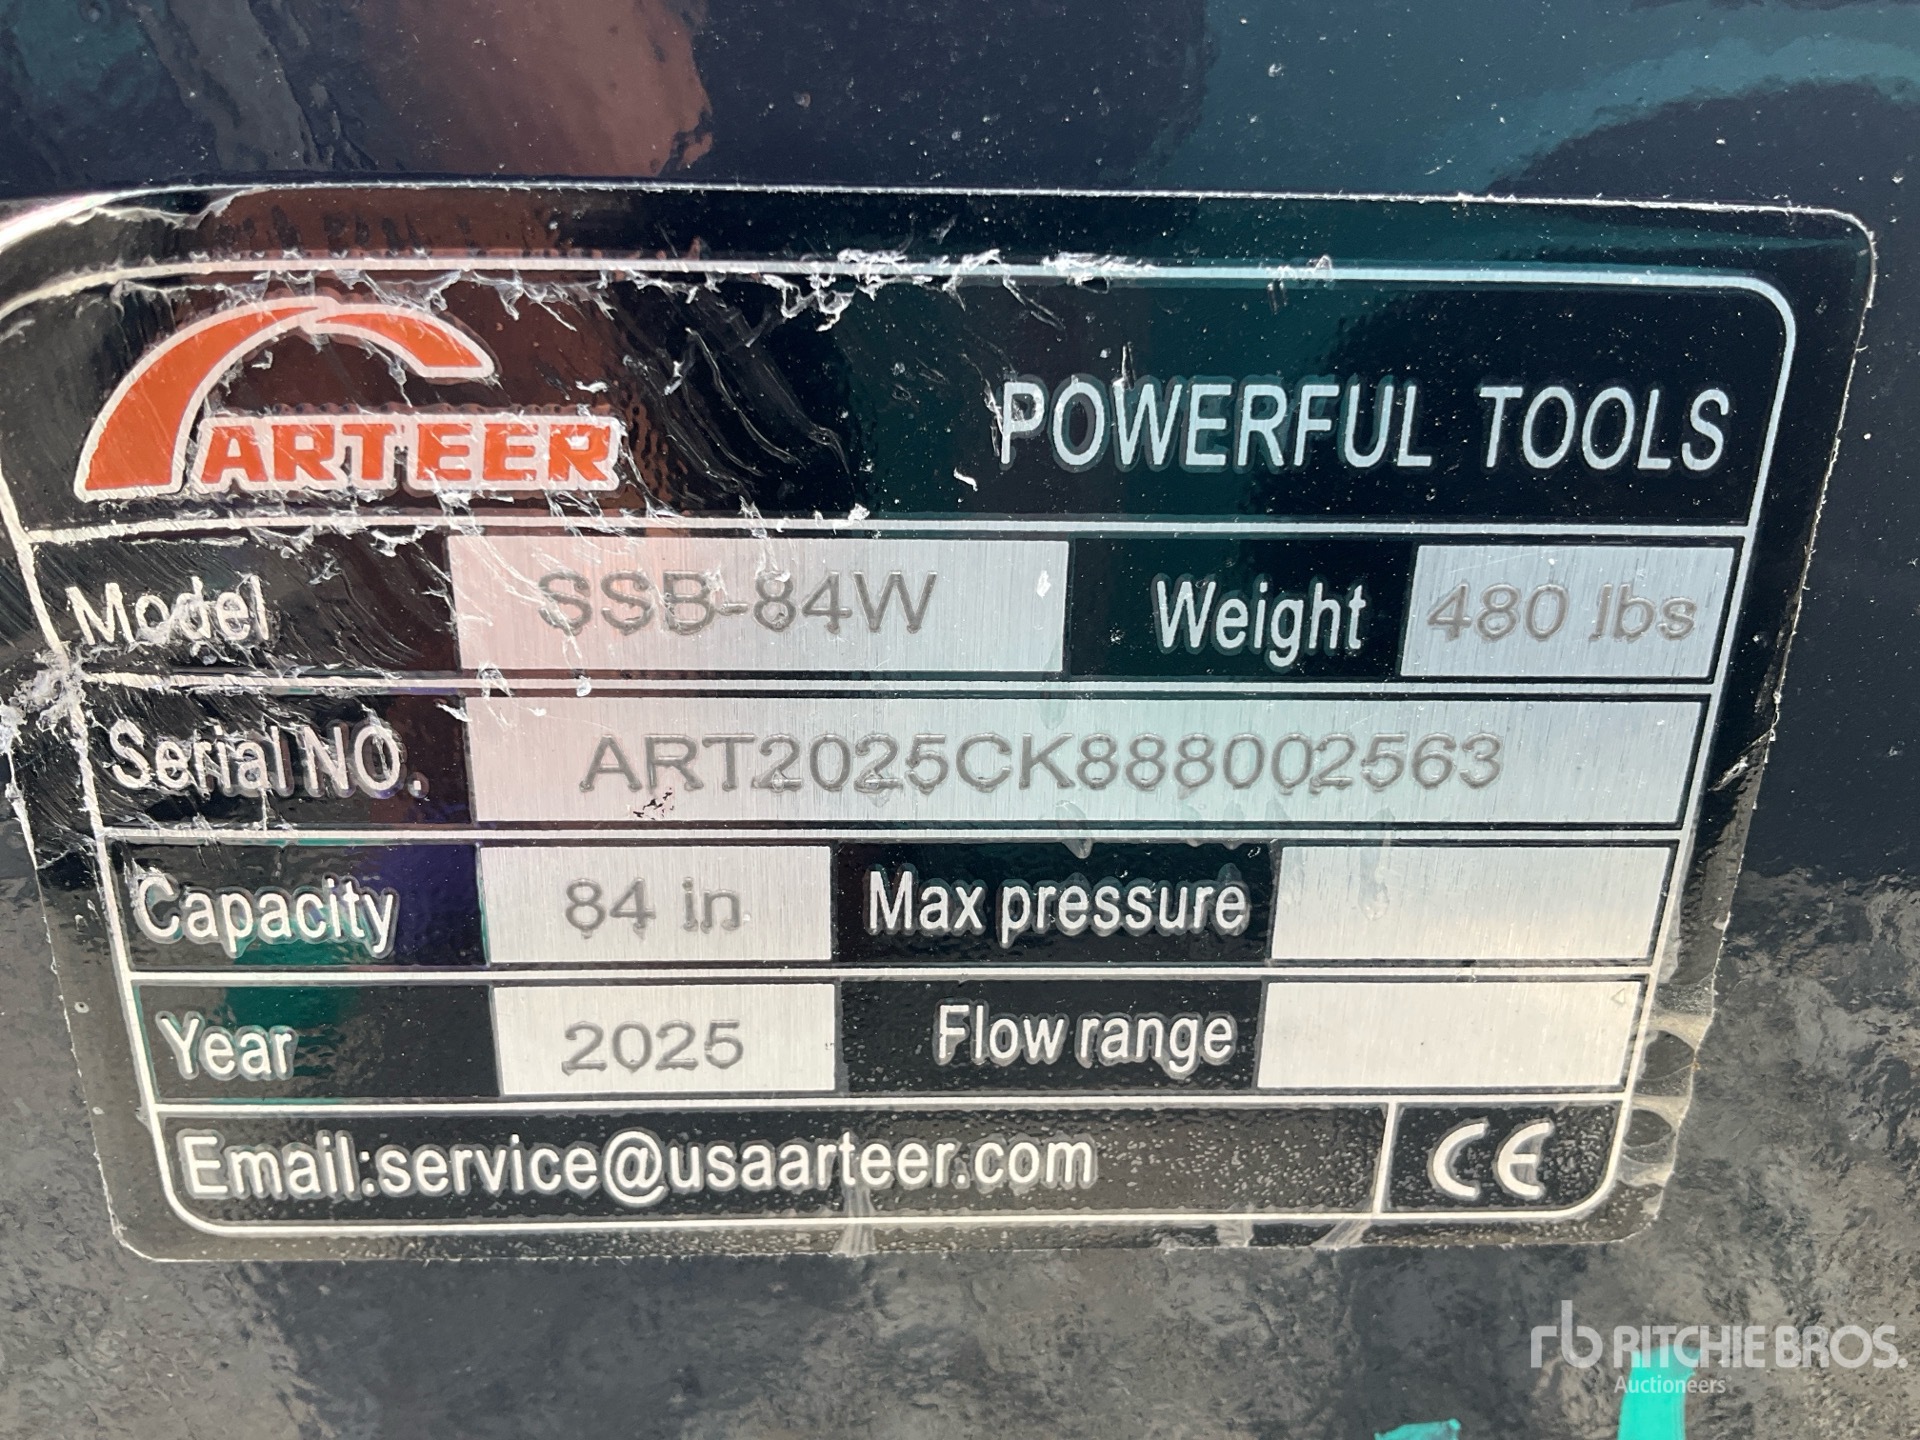 ARTEER
POWERFUL TOOLS
Model SSB-84W Weight 480 lbs
Serial NO. ART2025CK888002563
Capacity 84 in Max pressure
Year 2025 Flow range
Email:service@usaarteer.com CE
rb RITCHIE BROS.
Auctioneers